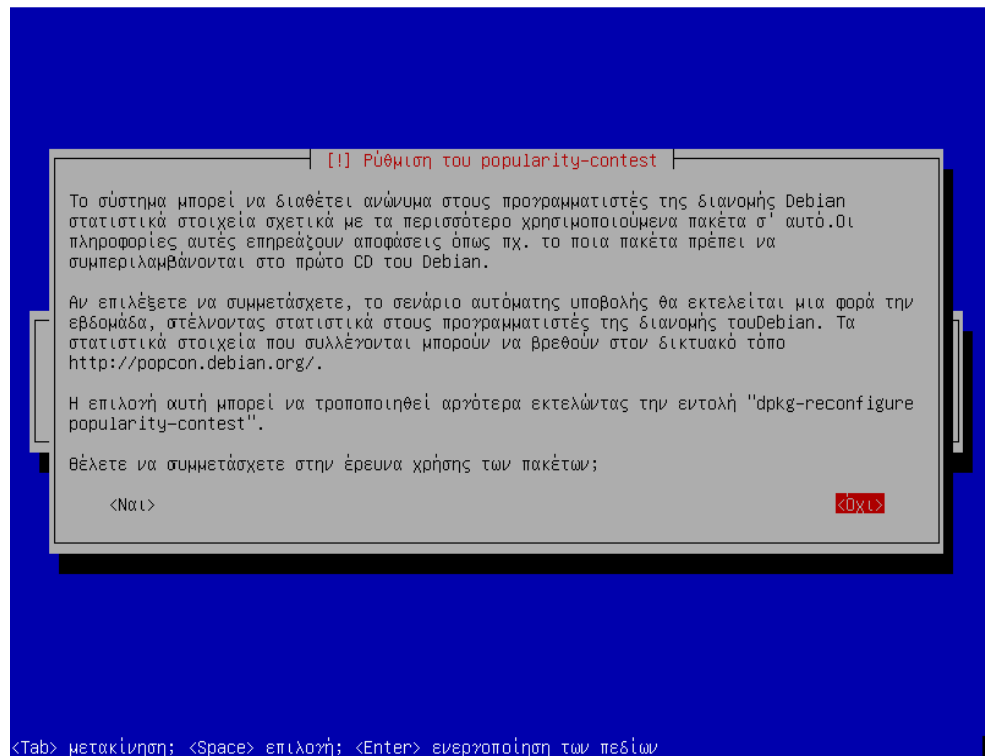 [!] Ρύθμιση του popularity-contest
Το σύστημα μπορεί να διαθέτει ανώνυμα στους προγραμματιστές της διανομής Debian
στατιστικά στοιχεία σχετικά με τα περισσότερο χρησιμοποιούμενα πακέτα σ' αυτό.Οι
πληροφορίες αυτές επηρεάζουν αποφάσεις όπως πχ. το ποια πακέτα πρέπει να
συμπεριλαμβάνονται στο πρώτο CD του Debian.
Αν επιλέξετε να συμμετάσχετε, το σενάριο αυτόματης υποβολής θα εκτελείται μια φορά την
εβδομάδα, στέλνοντας στατιστικά στους προγραμματιστές της διανομής τουDebian. Τα
στατιστικά στοιχεία που συλλέγονται μπορούν να βρεθούν στον δικτυακό τόπο
http://popcon.debian.org/.
Η επιλογή αυτή μπορεί να τροποποιηθεί αργότερα εκτελώντας την εντολή "dpkg-reconfigure
popularity-contest".
Θέλετε να συμμετάσχετε στην έρευνα χρήσης των πακέτων;
<Ναι> <Όχι>
<Tab> μετακίνηση; <Space> επιλογή; <Enter> ενεργοποίηση των πεδίων